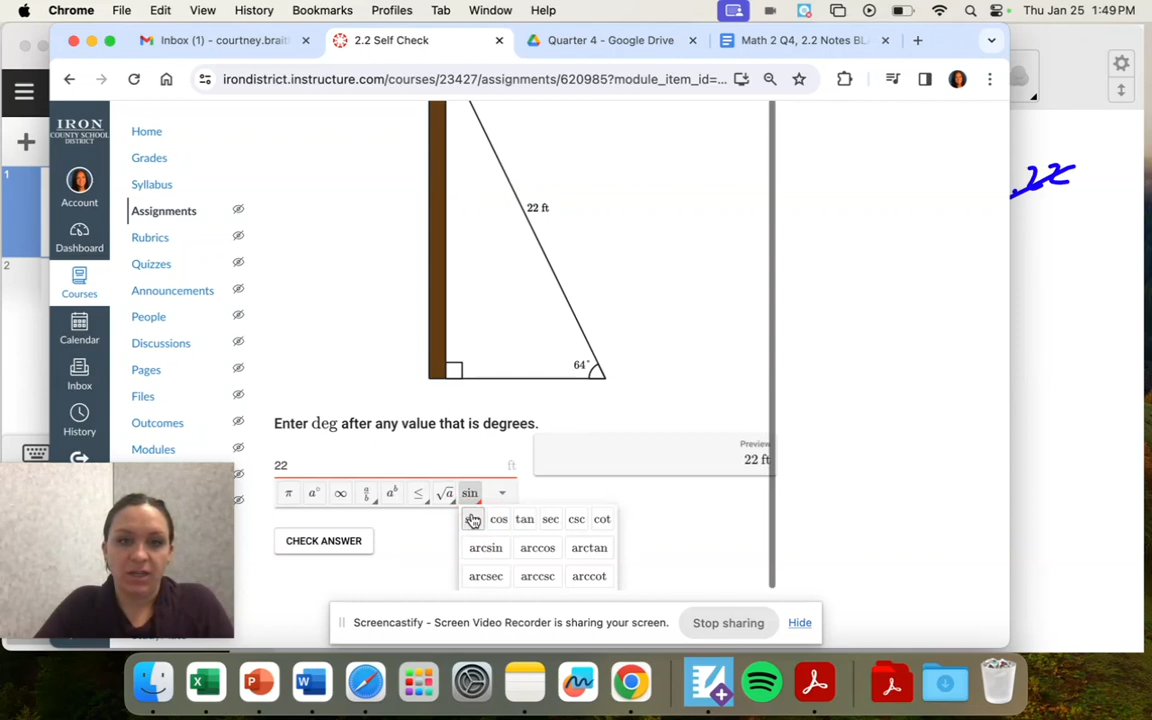 Chrome File Edit View History Bookmarks Profiles Tab Window Help Thu Jan 25 1:49 PM
Inbox (1) - courtney.brait
2.2 Self Check
Quarter 4 - Google Drive
Math 2 Q4, 2.2 Notes BLA
irondistrict.instructure.com/courses/23427/assignments/620985?module_item_id=...
IRON
COUNTY SCHOOL
DISTRICT
Account
Dashboard
Courses
Calendar
Inbox
History
1
2
Home
Grades
Syllabus
Assignments
Rubrics
Quizzes
Announcements
People
Discussions
Pages
Files
Outcomes
Modules
22 ft
64°
.22
Enter deg after any value that is degrees.
22 ft
Preview
22 ft
π a° ∞ a/b a^b ≤ √a sin
cos tan sec csc cot
arcsin arccos arctan
arcsec arccsc arccot
CHECK ANSWER
Screencastify - Screen Video Recorder is sharing your screen.
Stop sharing
Hide